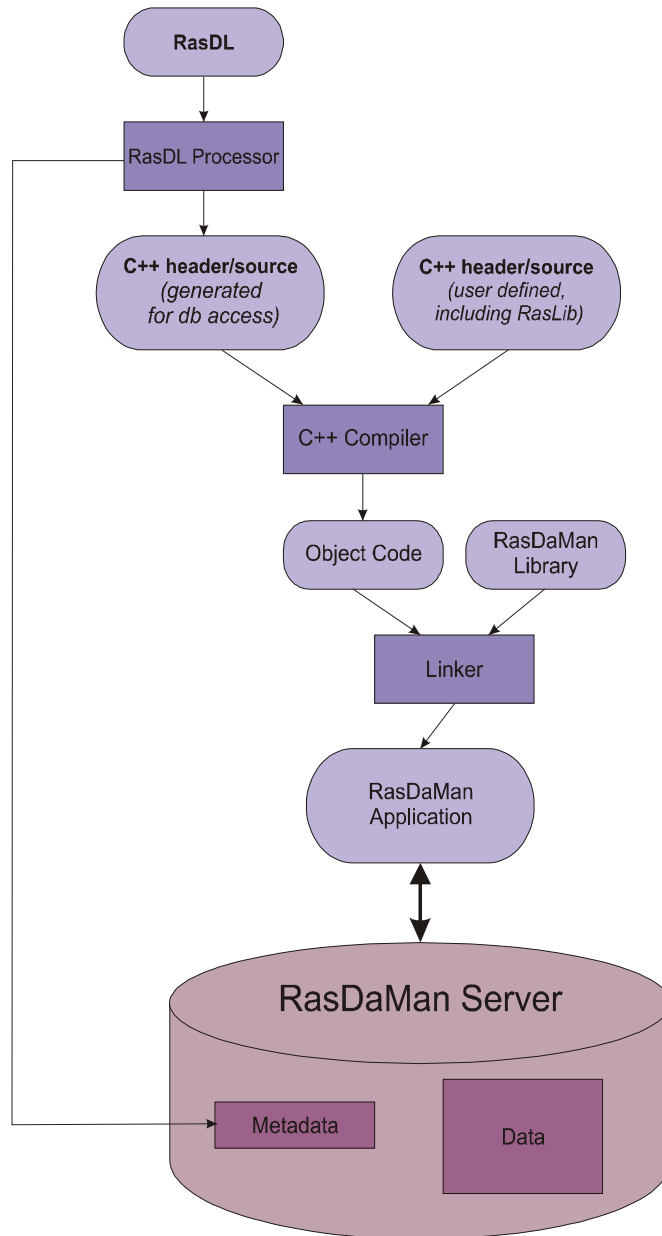 RasDL
RasDL Processor
C++ header/source
(generated
for db access)
C++ header/source
(user defined,
including RasLib)
C++ Compiler
Object Code
RasDaMan
Library
Linker
RasDaMan
Application
RasDaMan Server
Metadata
Data